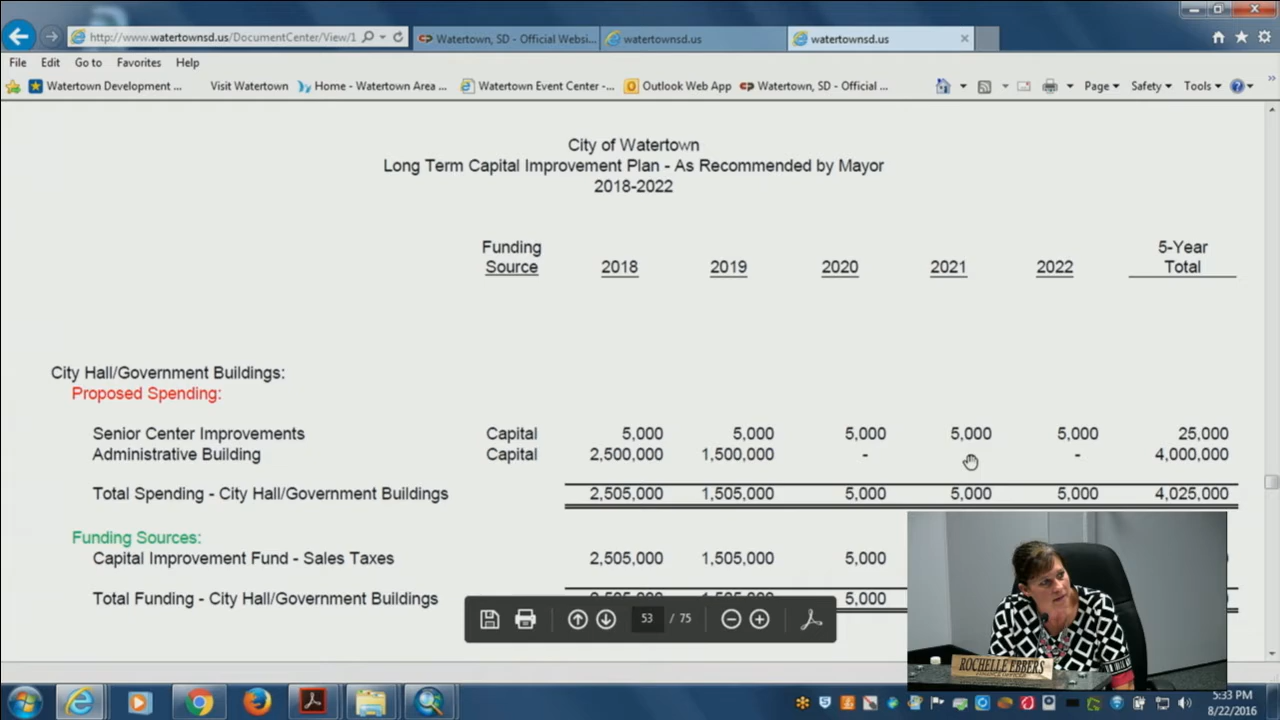 http://www.watertownsd.us/DocumentCenter/View/1
Watertown, SD - Official Websi...
watertownsd.us
watertownsd.us
File Edit Go to Favorites Help
Watertown Development ... Visit Watertown Home - Watertown Area ... Watertown Event Center -... Outlook Web App Watertown, SD - Official ... Page Safety Tools
City of Watertown
Long Term Capital Improvement Plan - As Recommended by Mayor
2018-2022
Funding 5-Year
Source 2018 2019 2020 2021 2022 Total
City Hall/Government Buildings:
Proposed Spending:
Senior Center Improvements Capital 5,000 5,000 5,000 5,000 5,000 25,000
Administrative Building Capital 2,500,000 1,500,000 - - 4,000,000
Total Spending - City Hall/Government Buildings 2,505,000 1,505,000 5,000 5,000 5,000 4,025,000
Funding Sources:
Capital Improvement Fund - Sales Taxes 2,505,000 1,505,000 5,000
Total Funding - City Hall/Government Buildings 2,505,000 1,505,000 5,000
53 / 75
ROCHELLE EBBERS
FINANCE OFFICER
5:33 PM
8/22/2016